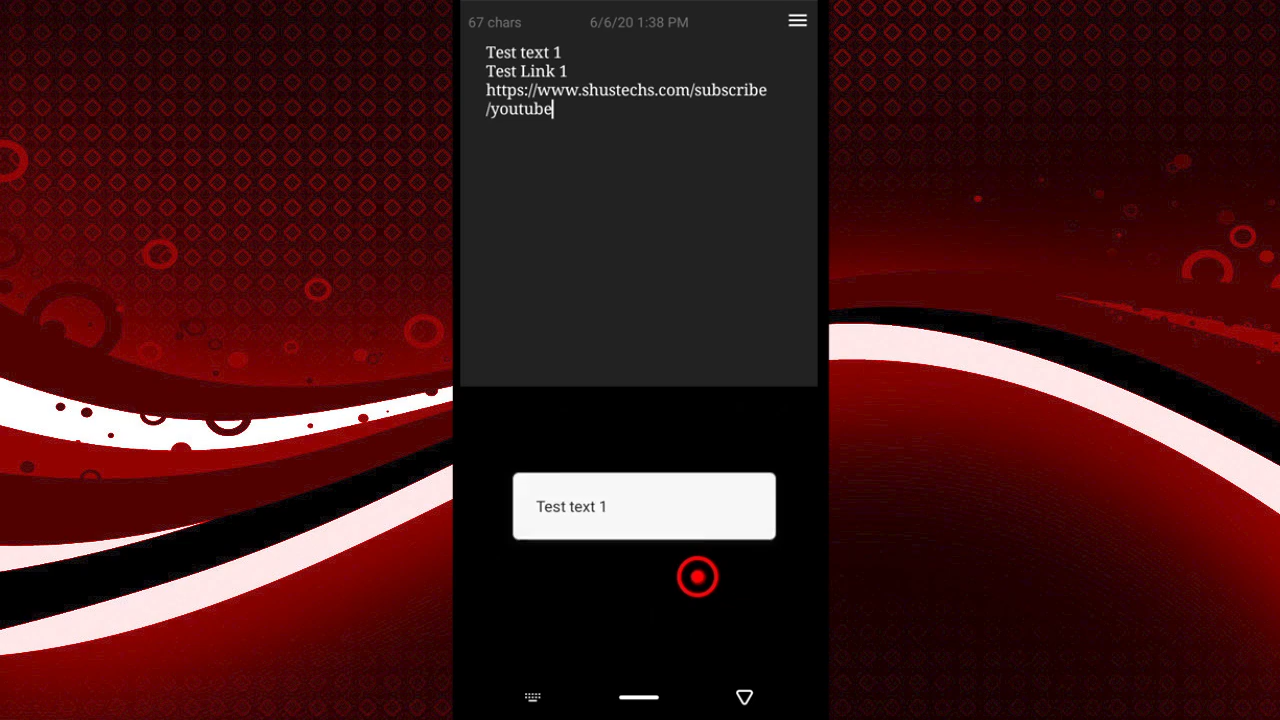 67 chars 6/6/20 1:38 PM
Test text 1
Test Link 1
https://www.shustechs.com/subscribe
/youtube
Test text 1